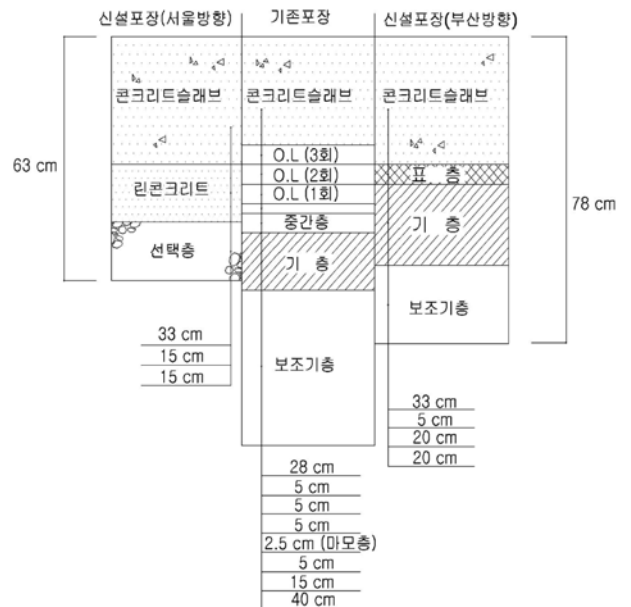 신설포장(서울방향)
기존포장
신설포장(부산방향)
콘크리트슬래브
콘크리트슬래브
콘크리트슬래브
63 cm
78 cm
린콘크리트
선택층
O.L (3회)
O.L (2회)
O.L (1회)
중간층
기 층
보조기층
표 층
기 층
보조기층
33 cm
15 cm
15 cm
28 cm
5 cm
5 cm
5 cm
2.5 cm (마모층)
5 cm
15 cm
40 cm
33 cm
5 cm
20 cm
20 cm